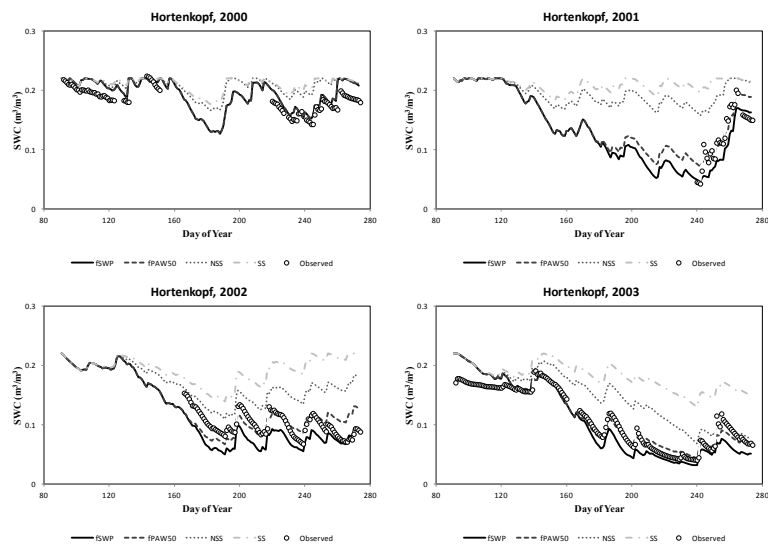 Hortenkopf, 2000
0.3
0.2
0.1
0
SWC (m³/m³)
80 120 160 200 240 280
Day of Year
fSWP fPAW50 NSS SS Observed
Hortenkopf, 2001
0.3
0.2
0.1
0
SWC (m³/m³)
80 120 160 200 240 280
Day of Year
fSWP fPAW50 NSS SS Observed
Hortenkopf, 2002
0.3
0.2
0.1
0
SWC (m³/m³)
80 120 160 200 240 280
Day of Year
fSWP fPAW50 NSS SS Observed
Hortenkopf, 2003
0.3
0.2
0.1
0
SWC (m³/m³)
80 120 160 200 240 280
Day of Year
fSWP fPAW50 NSS SS Observed